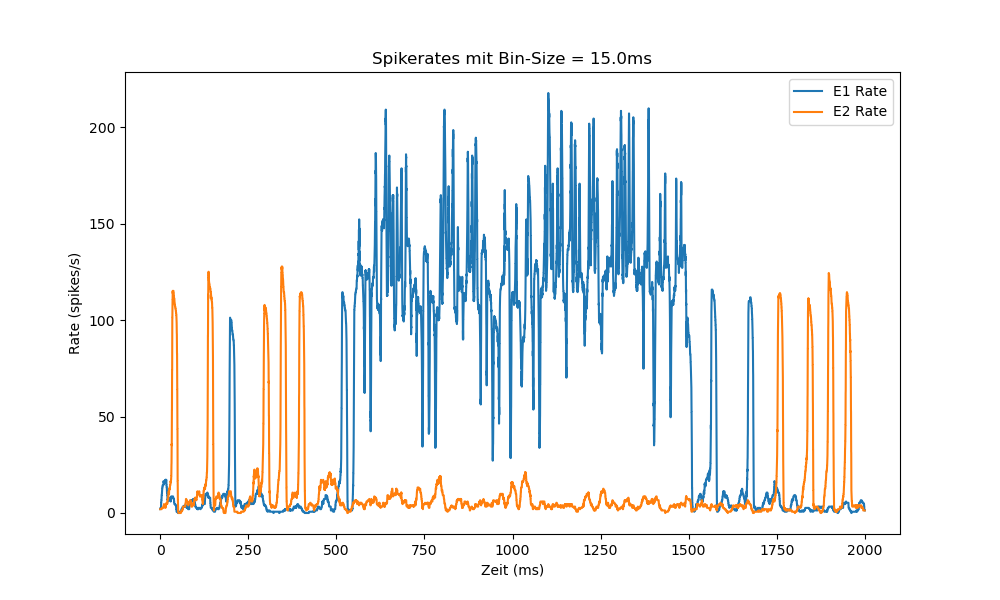 Spikerates mit Bin-Size = 15.0ms
E1 Rate
E2 Rate
Rate (spikes/s)
200
150
100
50
0
0 250 500 750 1000 1250 1500 1750 2000
Zeit (ms)